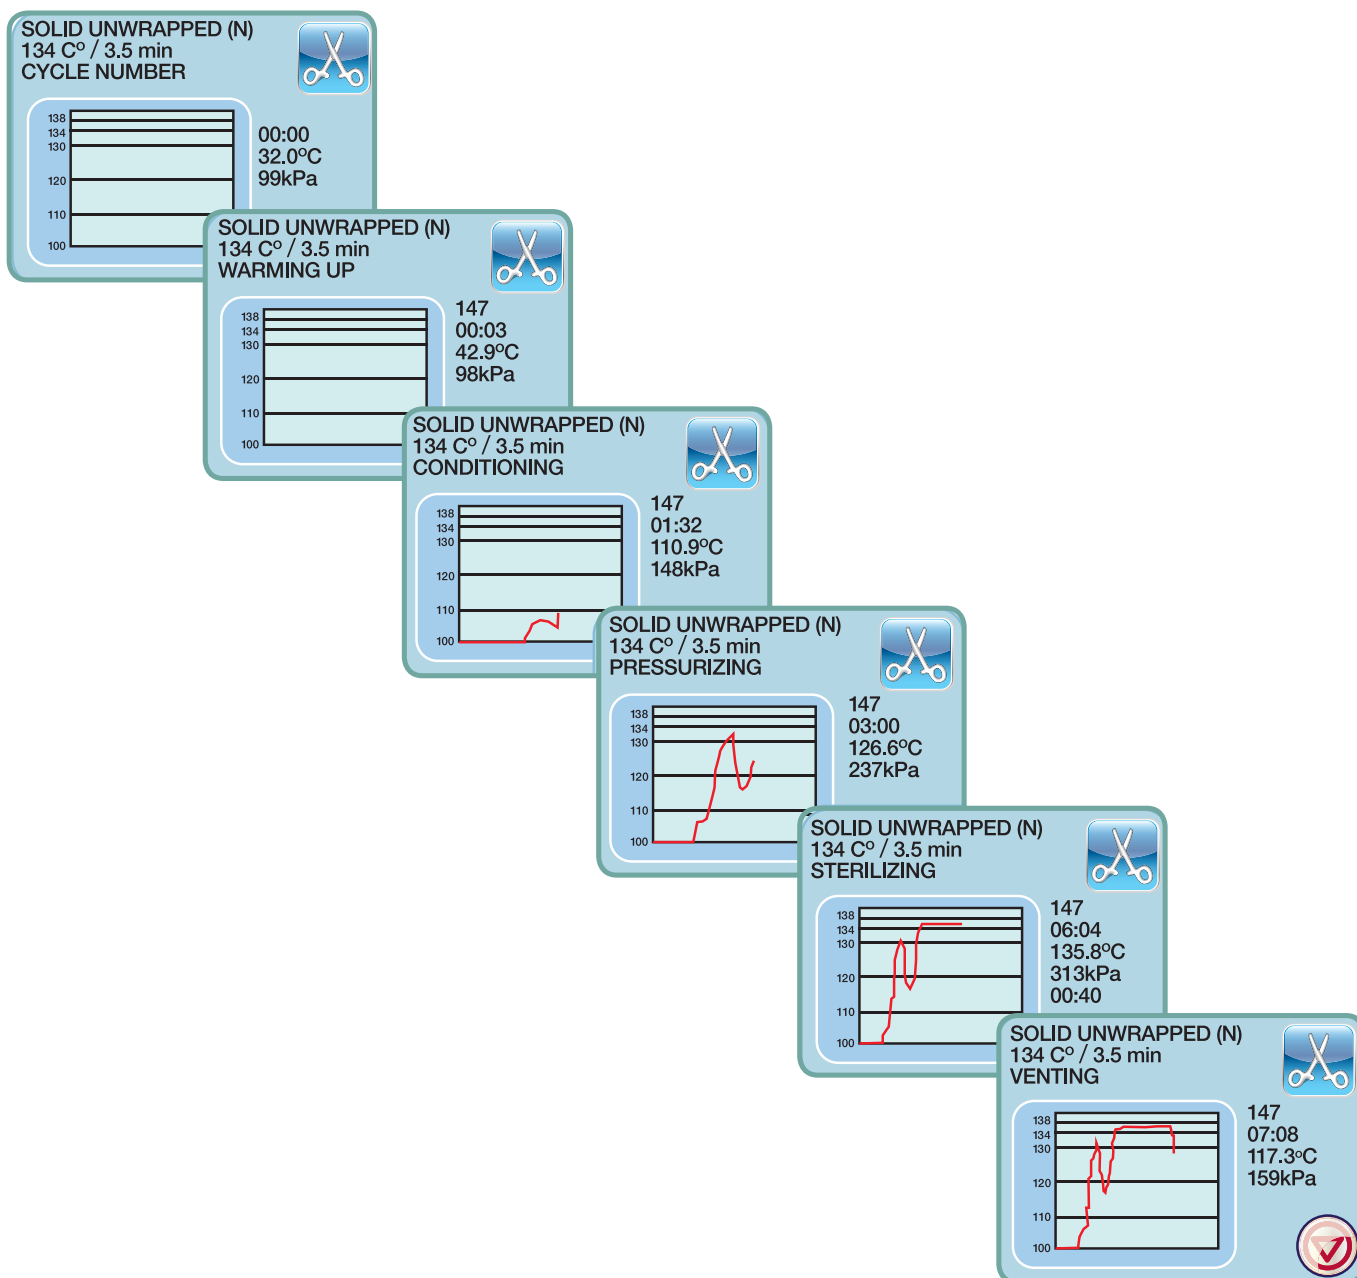 SOLID UNWRAPPED (N)
134 Cº / 3.5 min
CYCLE NUMBER
138
134
130
120
110
100
00:00
32.0ºC
99kPa
SOLID UNWRAPPED (N)
134 Cº / 3.5 min
WARMING UP
138
134
130
120
110
100
147
00:03
42.9ºC
98kPa
SOLID UNWRAPPED (N)
134 Cº / 3.5 min
CONDITIONING
138
134
130
120
110
100
147
01:32
110.9ºC
148kPa
SOLID UNWRAPPED (N)
134 Cº / 3.5 min
PRESSURIZING
138
134
130
120
110
100
147
03:00
126.6ºC
237kPa
SOLID UNWRAPPED (N)
134 Cº / 3.5 min
STERILIZING
138
134
130
120
110
100
147
06:04
135.8ºC
313kPa
00:40
SOLID UNWRAPPED (N)
134 Cº / 3.5 min
VENTING
138
134
130
120
110
100
147
07:08
117.3ºC
159kPa